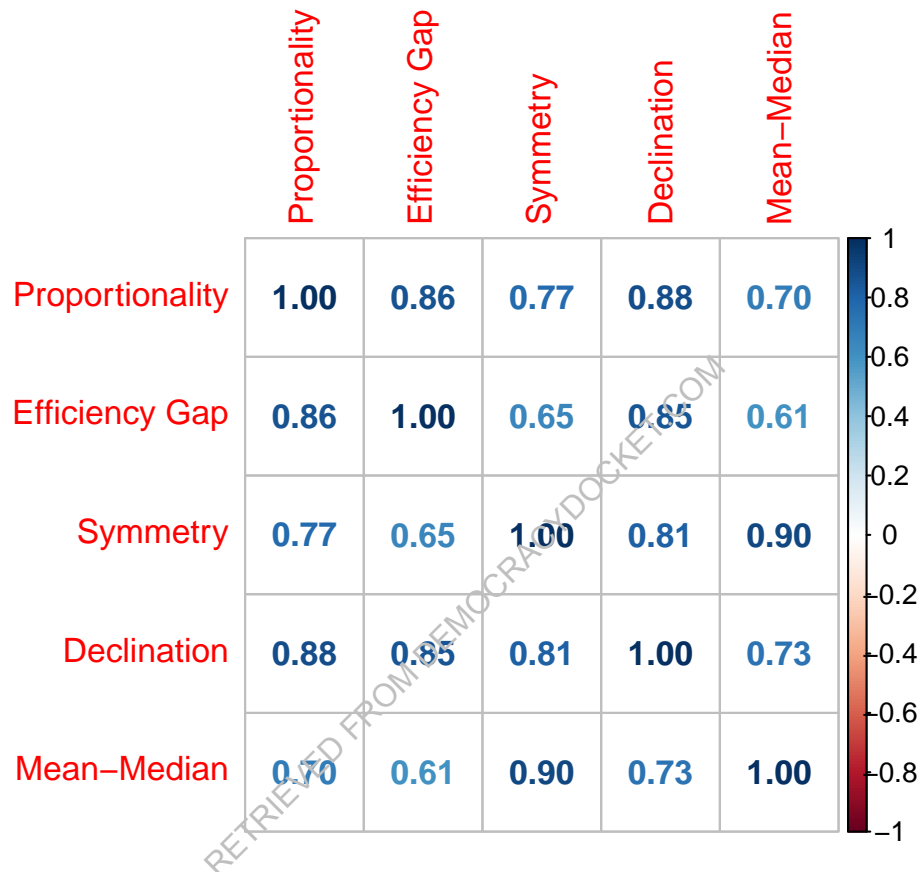 Proportionality
Efficiency Gap
Symmetry
Declination
Mean−Median
Proportionality 1.00 0.86 0.77 0.88 0.70
Efficiency Gap 0.86 1.00 0.65 0.85 0.61
Symmetry 0.77 0.65 1.00 0.81 0.90
Declination 0.88 0.85 0.81 1.00 0.73
Mean−Median 0.70 0.61 0.90 0.73 1.00
1
0.8
0.6
0.4
0.2
0
−0.2
−0.4
−0.6
−0.8
−1
RETRIEVED FROM DEMOCRACYDOCKET.COM